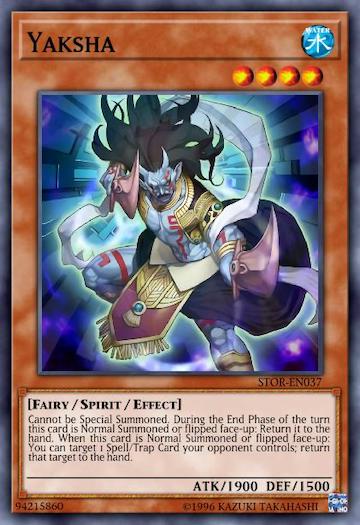 Yaksha
WATER
水
STOR-EN037
[Fairy / Spirit / Effect]
Cannot be Special Summoned. During the End Phase of the turn
this card is Normal Summoned or flipped face-up: Return it to the
hand. When this card is Normal Summoned or flipped face-up:
You can target 1 Spell/Trap Card your opponent controls; return
that target to the hand.
ATK/1900 DEF/1500
94215860
©1996 KAZUKI TAKAHASHI